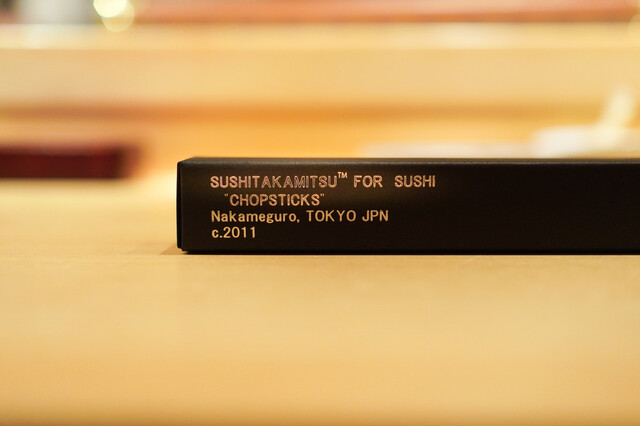 SUSHITAKAMITSU™ FOR SUSHI
"CHOPSTICKS"
Nakameguro, TOKYO JPN
c.2011